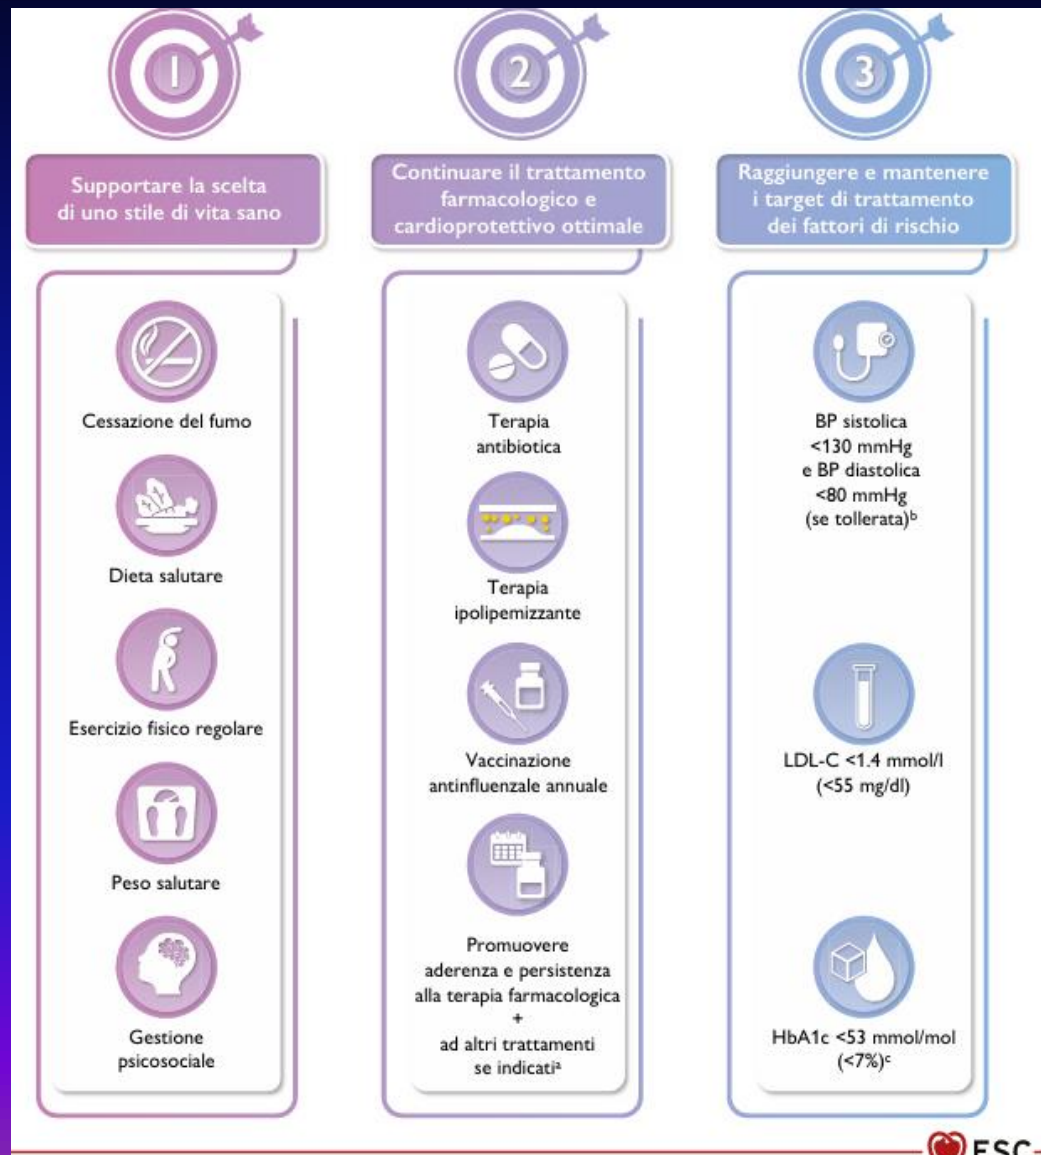 1
Supportare la scelta
di uno stile di vita sano
Cessazione del fumo
Dieta salutare
Esercizio fisico regolare
Peso salutare
Gestione
psicosociale
2
Continuare il trattamento
farmacologico e
cardioprotettivo ottimale
Terapia
antibiotica
Terapia
ipolipemizzante
Vaccinazione
antinfluenzale annuale
Promuovere
aderenza e persistenza
alla terapia farmacologica
+
ad altri trattamenti
se indicatiᵃ
3
Raggiungere e mantenere
i target di trattamento
dei fattori di rischio
BP sistolica
<130 mmHg
e BP diastolica
<80 mmHg
(se tollerata)ᵇ
LDL-C <1.4 mmol/l
(<55 mg/dl)
HbA1c <53 mmol/mol
(<7%)ᶜ
ESC